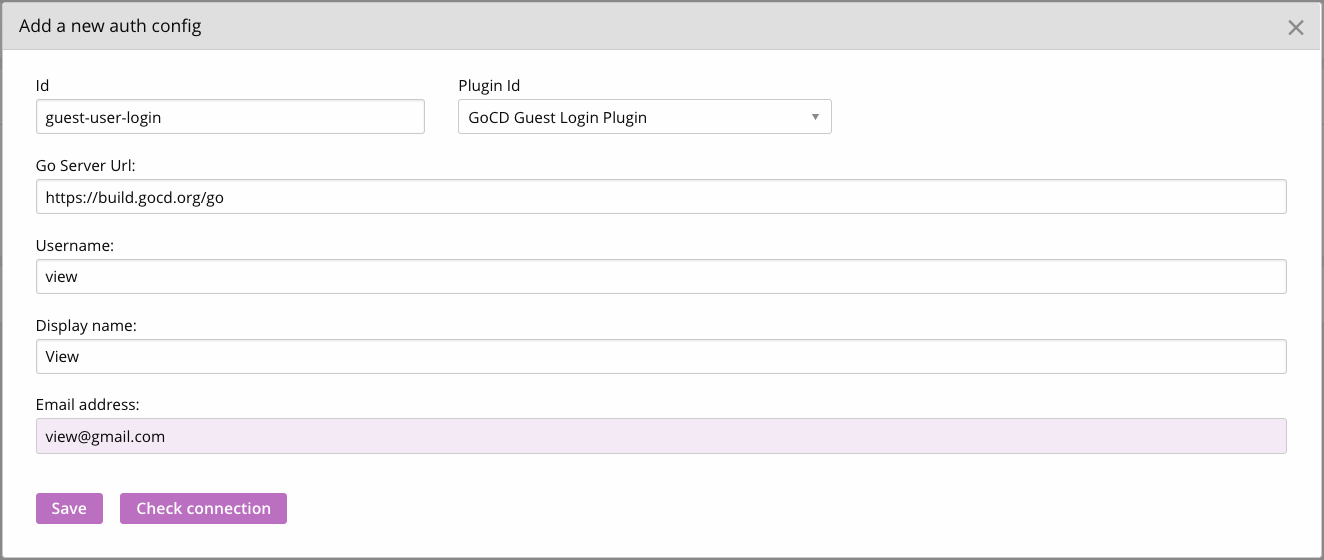 Add a new auth config
Id
Plugin Id
guest-user-login
GoCD Guest Login Plugin
Go Server Url:
https://build.gocd.org/go
Username:
view
Display name:
View
Email address:
view@gmail.com
Save
Check connection